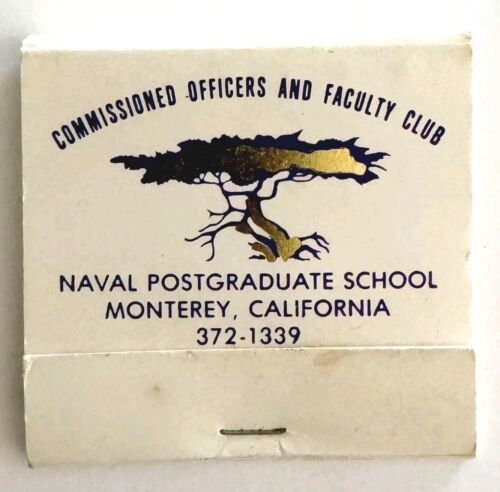 COMMISSIONED OFFICERS AND FACULTY CLUB
NAVAL POSTGRADUATE SCHOOL
MONTEREY, CALIFORNIA
372-1339